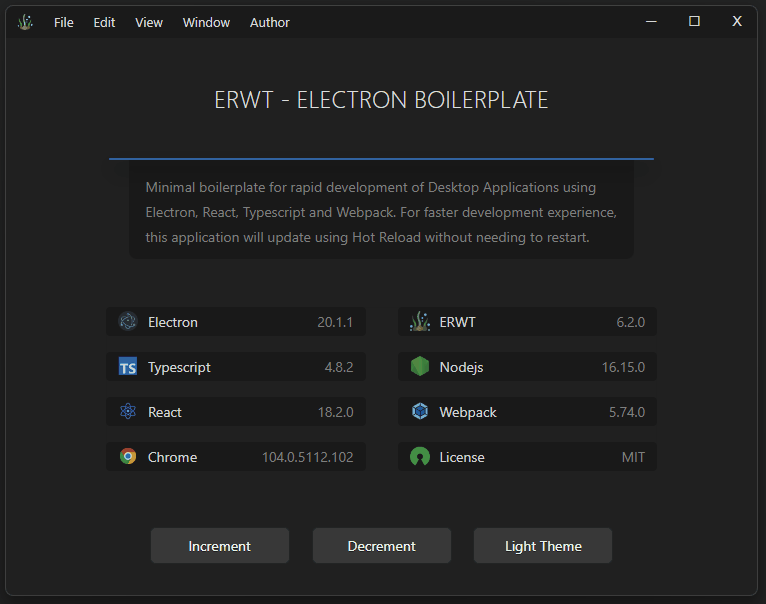 File Edit View Window Author X
ERWT - ELECTRON BOILERPLATE
Minimal boilerplate for rapid development of Desktop Applications using
Electron, React, Typescript and Webpack. For faster development experience,
this application will update using Hot Reload without needing to restart.
Electron 20.1.1 ERWT 6.2.0
TS Typescript 4.8.2 Nodejs 16.15.0
React 18.2.0 Webpack 5.74.0
Chrome 104.0.5112.102 License MIT
Increment Decrement Light Theme